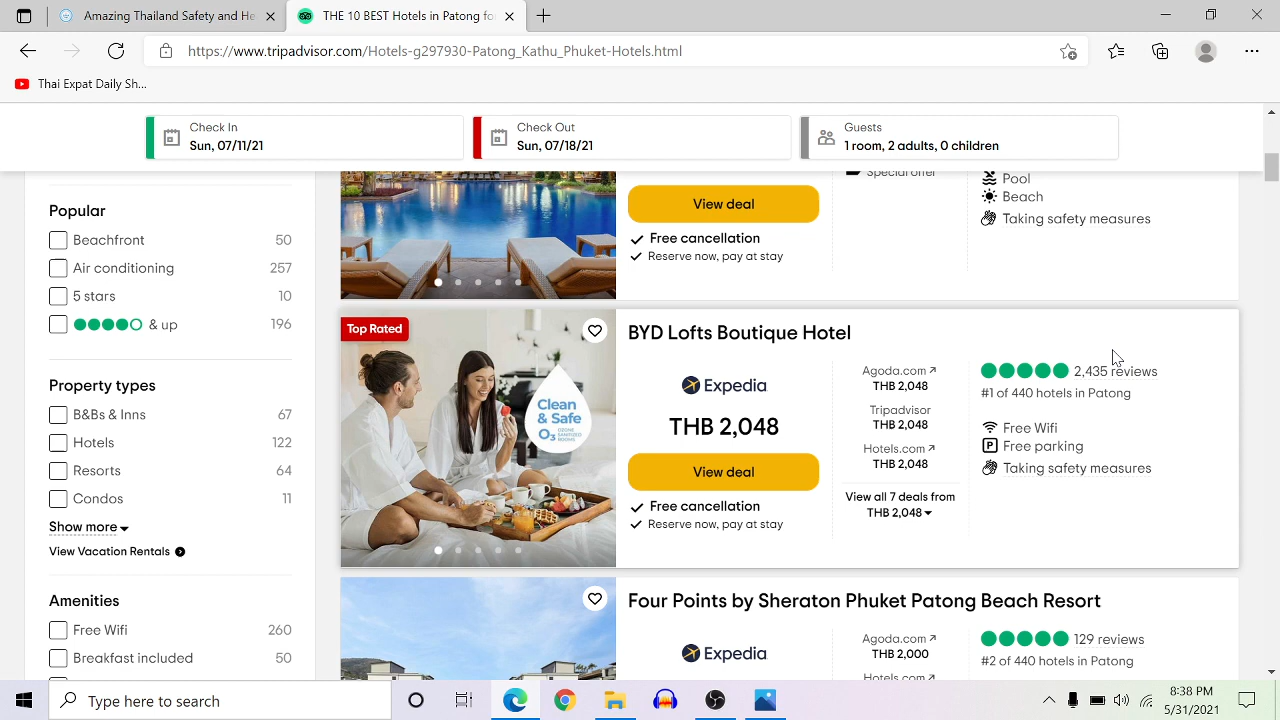 Sandbox Daily Safety and He
THE 10 BEST Hotels in Patong fo
https://www.tripadvisor.com/Hotels-g297930-Patong_Kathu_Phuket-Hotels.html
Thai Expat Daily Sh...
Check In
Sun, 07/11/21
Check Out
Sun, 07/18/21
Guests
1 room, 2 adults, 0 children
Popular
Beachfront 50
Air conditioning 257
5 stars 10
& up 196
Property types
B&Bs & Inns 67
Hotels 122
Resorts 64
Condos 11
Show more
View Vacation Rentals
Amenities
Free Wifi 260
Breakfast included 50
View deal
Free cancellation
Reserve now, pay at stay
Special offer
Pool
Beach
Taking safety measures
Top Rated
Clean
& Safe
O3 OZONE SANITIZED ROOMS
BYD Lofts Boutique Hotel
Expedia
THB 2,048
View deal
Free cancellation
Reserve now, pay at stay
Agoda.com
THB 2,048
Tripadvisor
THB 2,048
Hotels.com
THB 2,048
View all 7 deals from
THB 2,048
2,435 reviews
#1 of 440 hotels in Patong
Free Wifi
P Free parking
Taking safety measures
Four Points by Sheraton Phuket Patong Beach Resort
Expedia
Agoda.com
THB 2,000
Hotels.com
129 reviews
#2 of 440 hotels in Patong
Type here to search
8:38 PM
5/31/2021